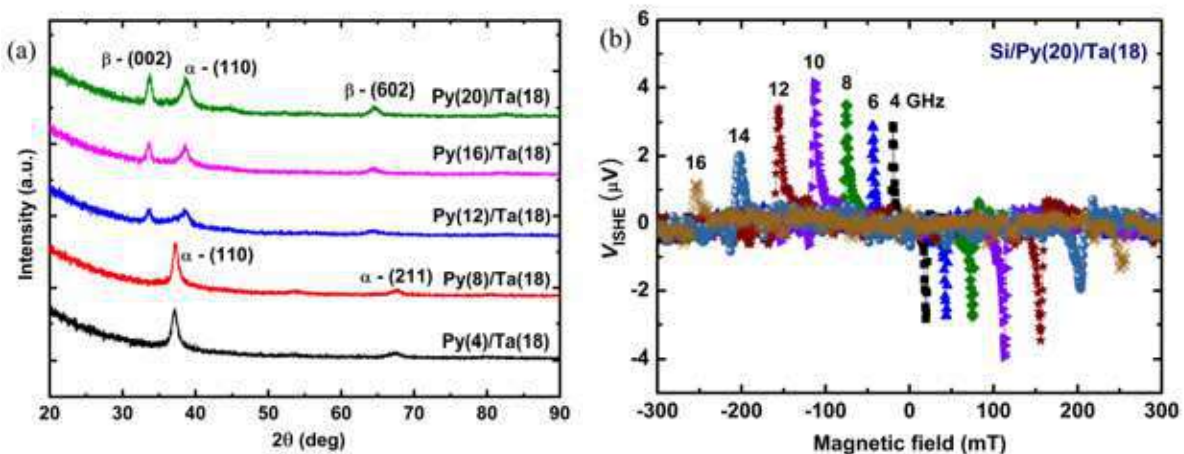 (a)
β - (002)
α - (110)
β - (602)
Py(20)/Ta(18)
Py(16)/Ta(18)
Py(12)/Ta(18)
α - (110)
α - (211)
Py(8)/Ta(18)
Py(4)/Ta(18)
Intensity (a.u.)
20 30 40 50 60 70 80 90
2θ (deg)
(b)
Si/Py(20)/Ta(18)
16 14 12 10 8 6 4 GHz
V_ISHE (μV)
6
4
2
0
-2
-4
-300 -200 -100 0 100 200 300
Magnetic field (mT)